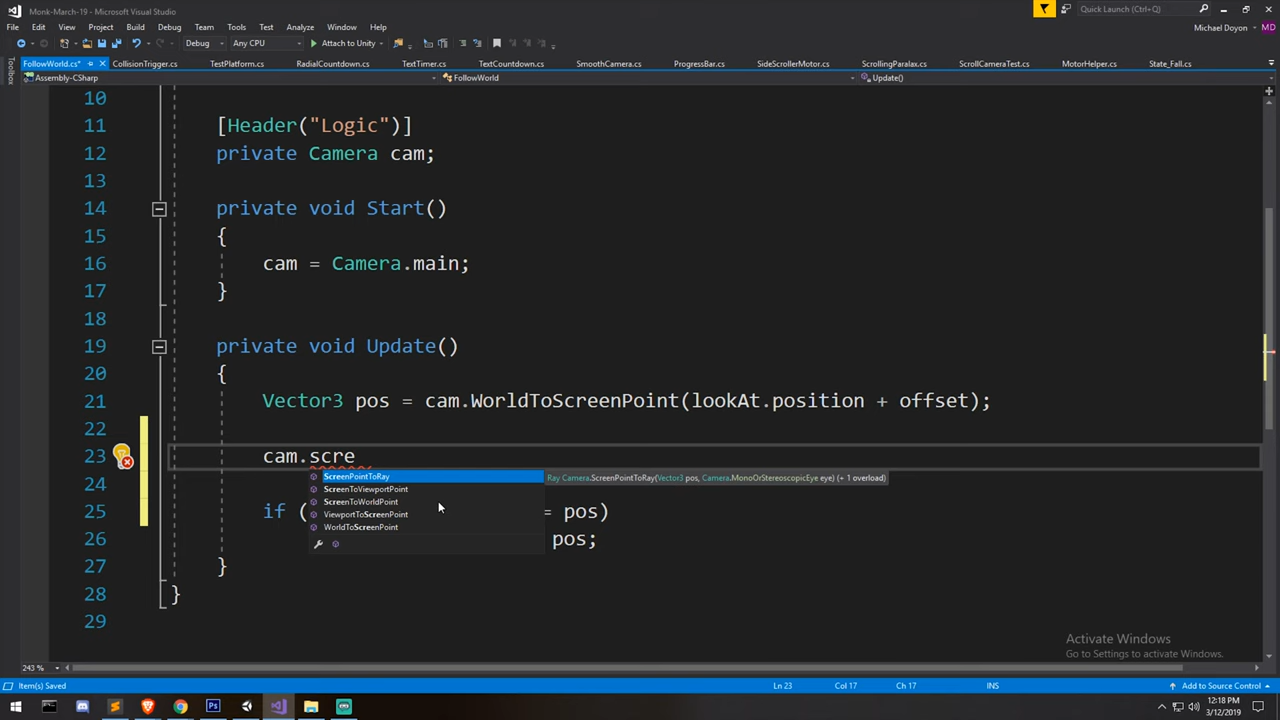 Monk-March-19 - Microsoft Visual Studio
Quick Launch (Ctrl+Q)
File Edit View Project Build Debug Team Tools Test Analyze Window Help
Michael Doyon MD
Debug Any CPU Attach to Unity
FollowWorld.cs* CollisionTrigger.cs TestPlatform.cs RadialCountdown.cs TextTimer.cs TextCountdown.cs SmoothCamera.cs ProgressBar.cs SideScrollerMotor.cs ScrollingParalax.cs ScrollCameraTest.cs MotorHelper.cs State_Fall.cs
Toolbox
Assembly-CSharp FollowWorld Update()
10
11 [Header("Logic")]
12 private Camera cam;
13
14 private void Start()
15 {
16 cam = Camera.main;
17 }
18
19 private void Update()
20 {
21 Vector3 pos = cam.WorldToScreenPoint(lookAt.position + offset);
22
23 cam.scre
ScreenPointToRay Ray Camera.ScreenPointToRay(Vector3 pos, Camera.MonoOrStereoscopicEye eye) (+ 1 overload)
24
ScreenToViewportPoint
ScreenToWorldPoint
25 if ( = pos)
ViewportToScreenPoint
WorldToScreenPoint
26 pos;
27 }
28 }
29
Activate Windows
Go to Settings to activate Windows.
243 %
Item(s) Saved Ln 23 Col 17 Ch 17 INS Add to Source Control
12:18 PM
3/12/2019